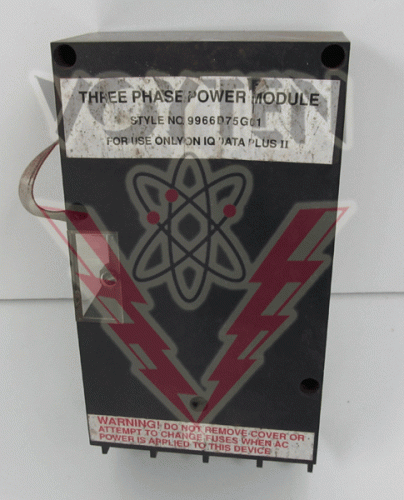 VOYTEN
THREE PHASE POWER MODULE
STYLE NO. 9966D75G01
FOR USE ONLY ON IQ DATA PLUS II
WARNING! DO NOT REMOVE COVER OR
ATTEMPT TO CHANGE FUSES WHEN AC
POWER IS APPLIED TO THIS DEVICE